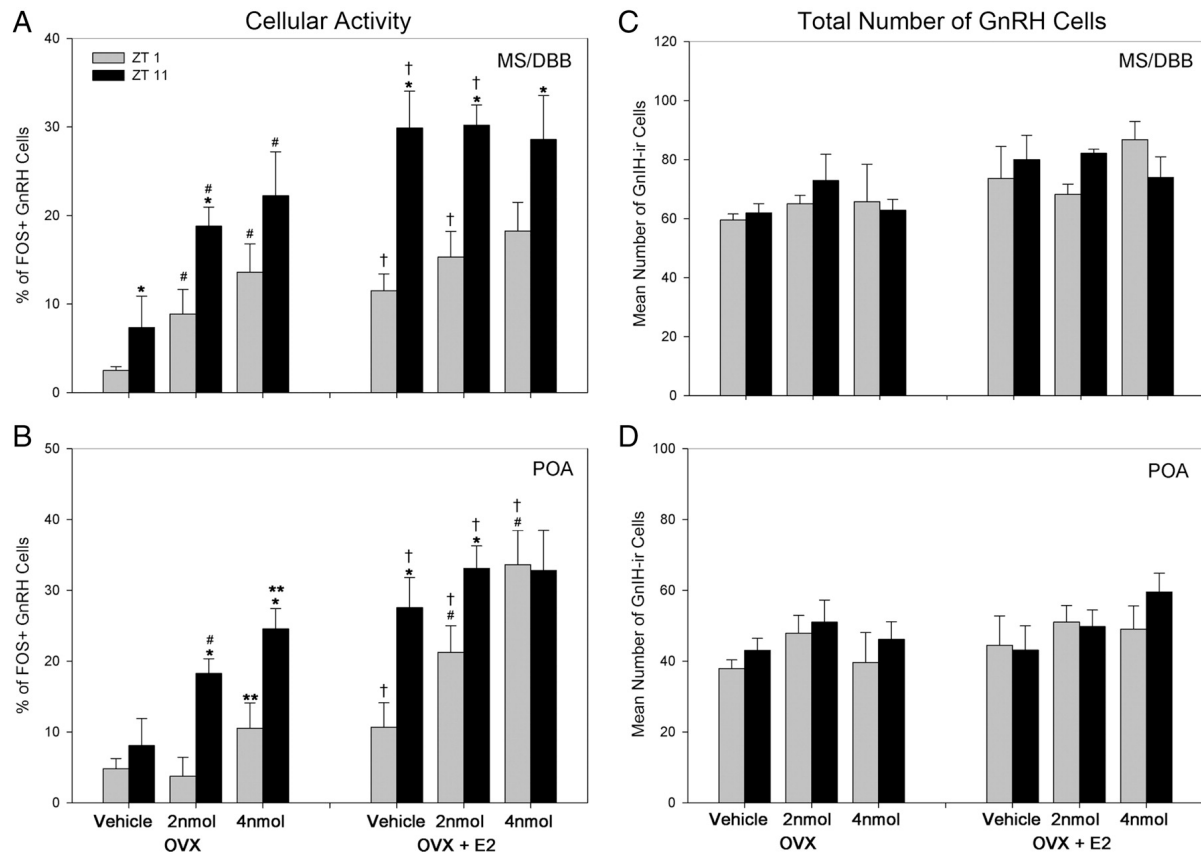 A
Cellular Activity
MS/DBB
ZT 1
ZT 11
% of FOS+ GnRH Cells
40
30
20
10
0
*
#
#
*
#
#
†
†
*
†
†
*
*
B
POA
% of FOS+ GnRH Cells
50
40
30
20
10
0
#
*
**
**
*
†
†
*
†
#
†
*
†
#
Vehicle 2nmol 4nmol Vehicle 2nmol 4nmol
OVX OVX + E2
C
Total Number of GnRH Cells
MS/DBB
Mean Number of GnIH-ir Cells
120
100
80
60
40
20
0
D
POA
Mean Number of GnIH-ir Cells
100
80
60
40
20
0
Vehicle 2nmol 4nmol Vehicle 2nmol 4nmol
OVX OVX + E2